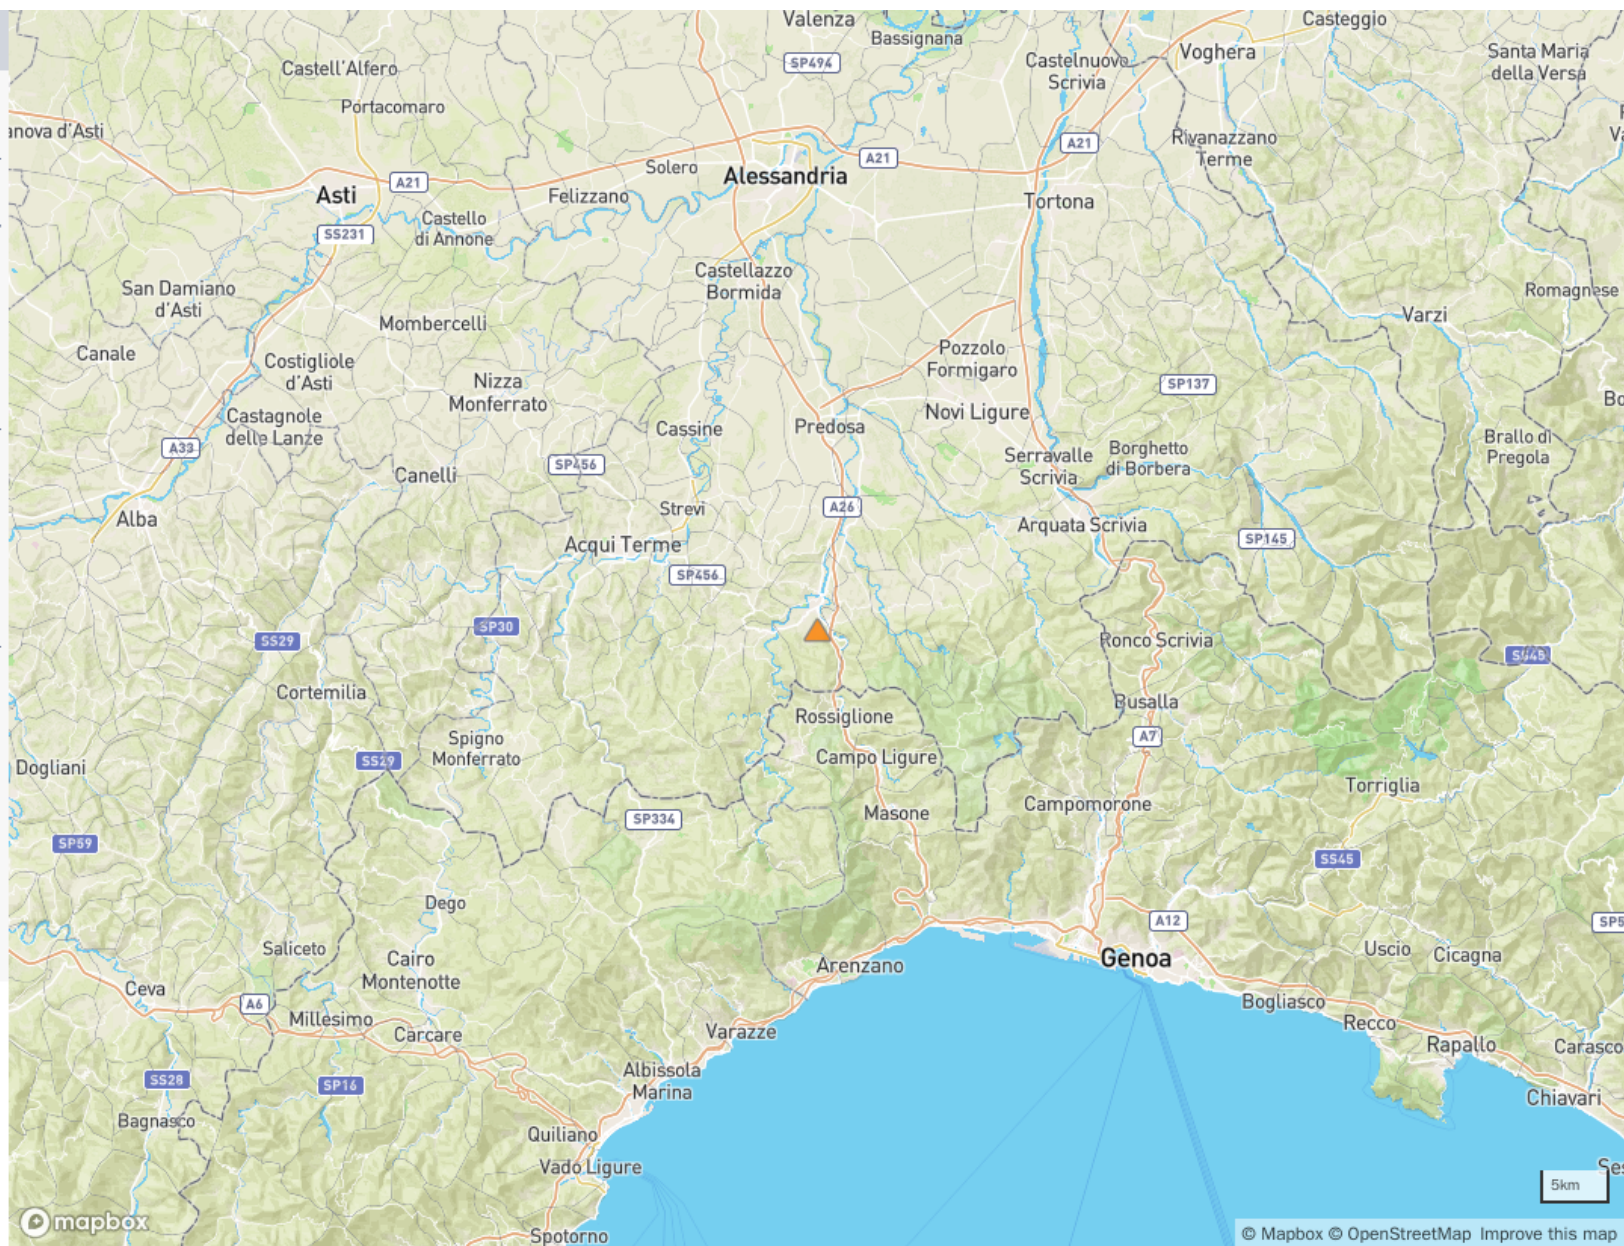 Valenza
Casteggio
Bassignana
Voghera
Castelnuovo
Scrivia
Santa Maria
della Versa
SP494
Castell'Alfero
Portacomaro
anova d'Asti
Rivanazzano
Terme
A21
A21
Solero
Alessandria
A21
Asti
Felizzano
Tortona
Castello
di Annone
SS231
Castellazzo
Bormida
San Damiano
d'Asti
Romagnese
Varzi
Mombercelli
Canale
Costigliole
d'Asti
Pozzolo
Formigaro
Nizza
Monferrato
SP137
Castagnole
delle Lanze
Novi Ligure
Cassine
Predosa
Brallo di
Pregola
A33
Serravalle
Scrivia
Borghetto
di Borbera
SP456
Canelli
Strevi
A26
Alba
Arquata Scrivia
Acqui Terme
SP145
SP456
SP30
SS29
Ronco Scrivia
SS45
Cortemilia
Busalla
Rossiglione
A7
Spigno
Monferrato
Campo Ligure
SS29
Dogliani
Torriglia
Campomorone
Masone
SP334
SP59
SS45
Dego
A12
SP5
Saliceto
Cairo
Montenotte
Uscio
Cicagna
Genoa
Arenzano
Ceva
A6
Bogliasco
Millesimo
Carcare
Varazze
Recco
Rapallo
Carasco
Albissola
Marina
SS28
SP16
Chiavari
Bagnasco
Quiliano
Vado Ligure
Ses
5km
mapbox
Spotorno
© Mapbox © OpenStreetMap Improve this map